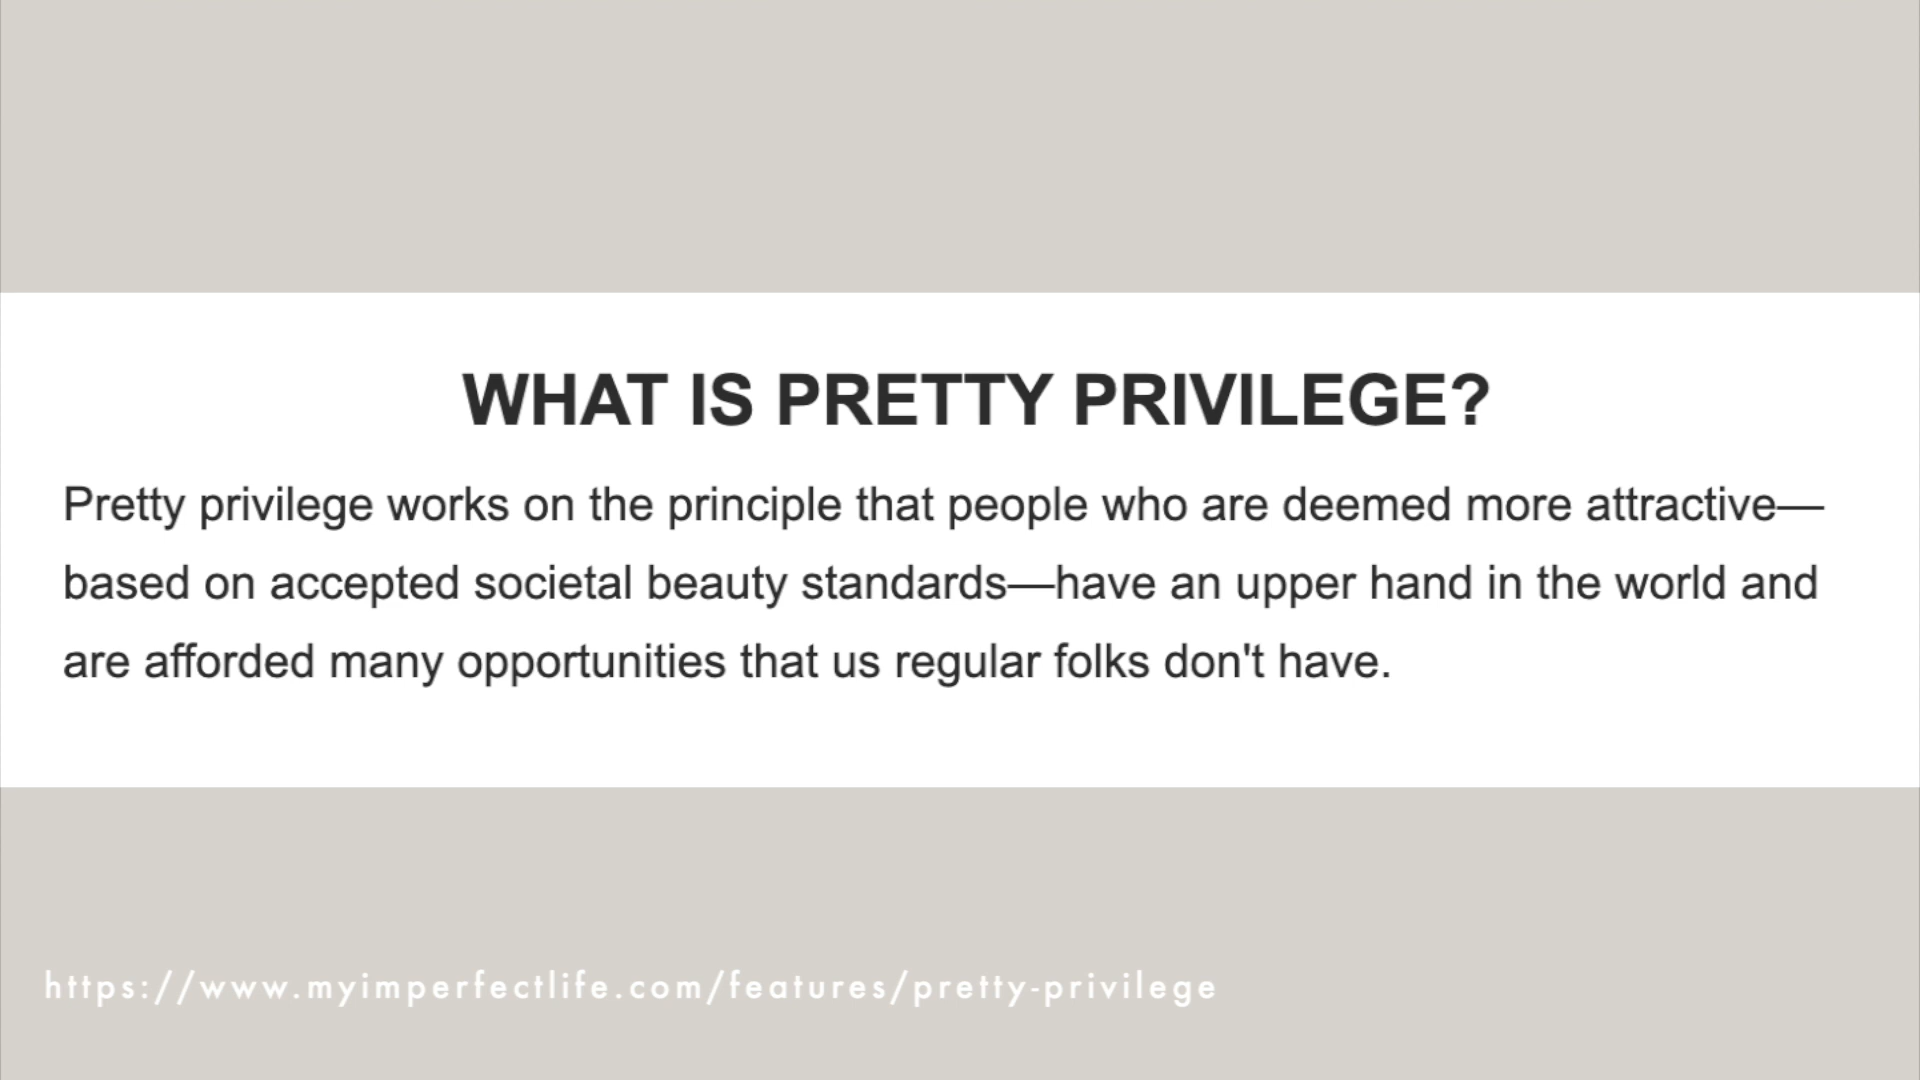 WHAT IS PRETTY PRIVILEGE?
Pretty privilege works on the principle that people who are deemed more attractive—
based on accepted societal beauty standards—have an upper hand in the world and
are afforded many opportunities that us regular folks don't have.
https://www.myimperfectlife.com/features/pretty-privilege